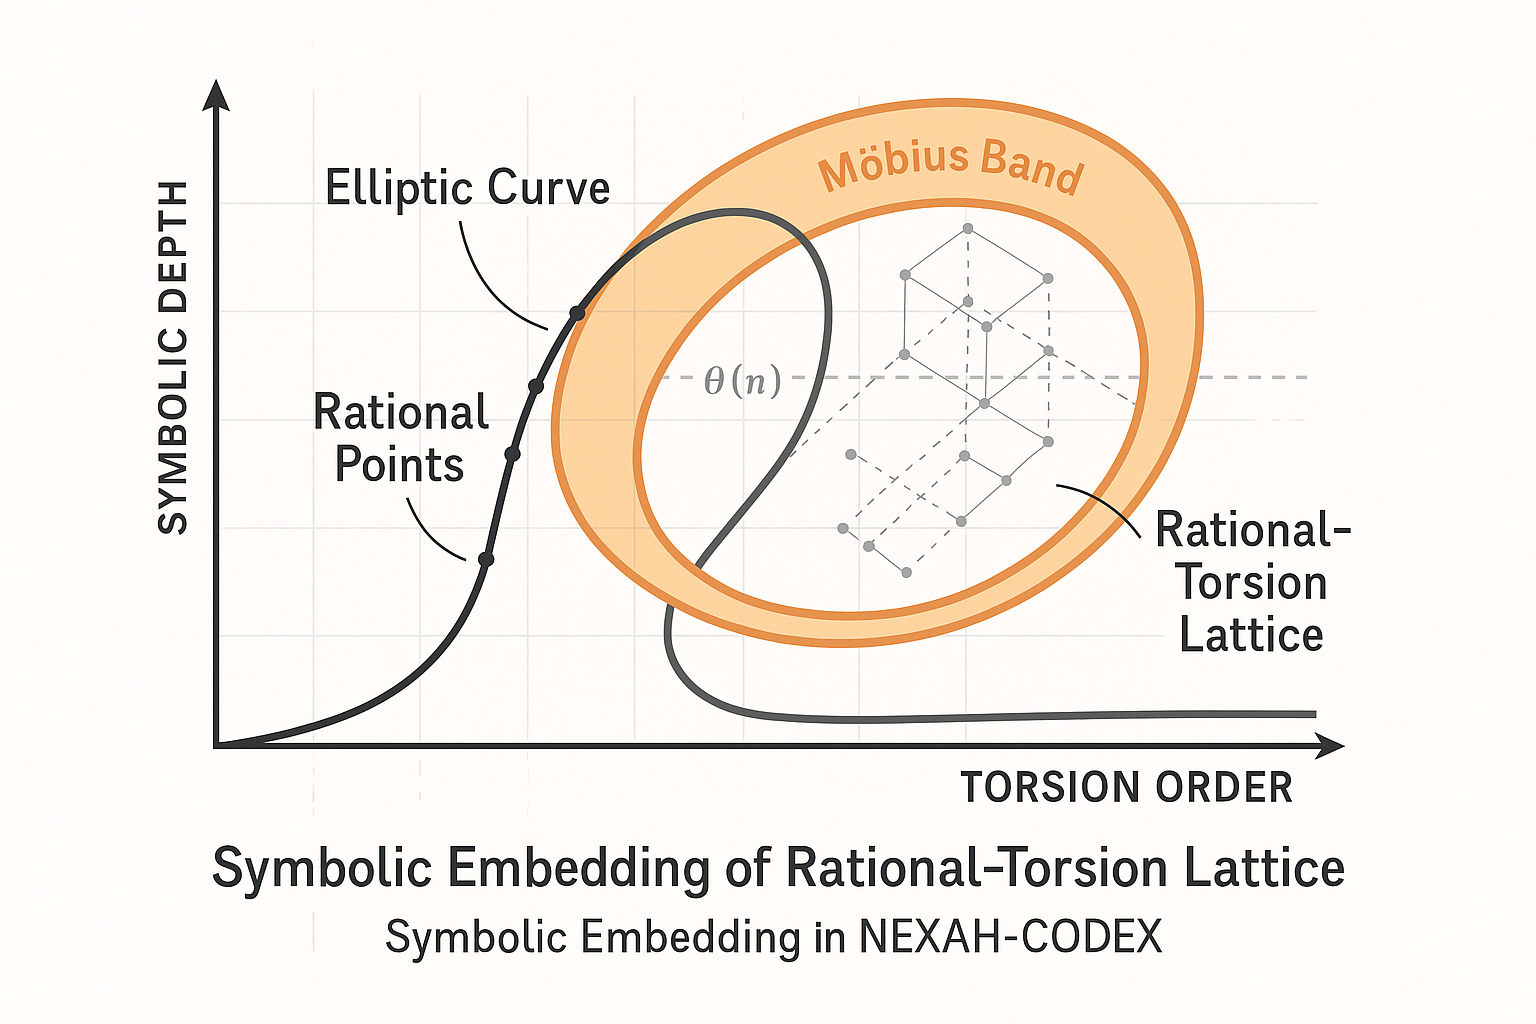 Möbius Band
Elliptic Curve
SYMBOLIC DEPTH
θ(n)
Rational
Points
Rational-
Torsion
Lattice
TORSION ORDER
Symbolic Embedding of Rational-Torsion Lattice
Symbolic Embedding in NEXAH-CODEX